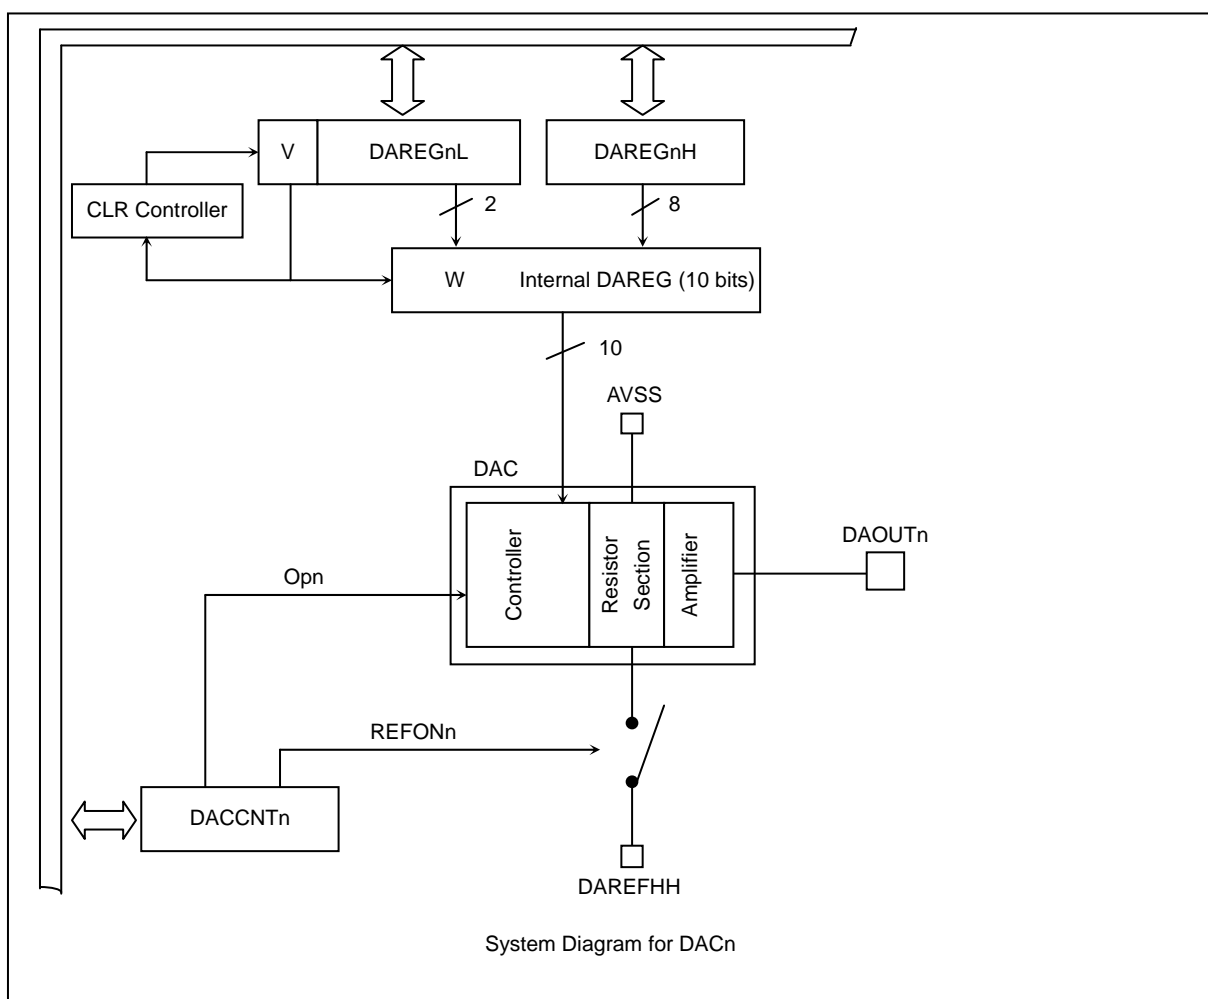 V
DAREGnL
DAREGnH
CLR Controller
2
8
W
Internal DAREG (10 bits)
10
AVSS
DAC
Controller
Resistor
Section
Amplifier
DAOUTn
Opn
REFONn
DACCNTn
DAREFHH
System Diagram for DACn